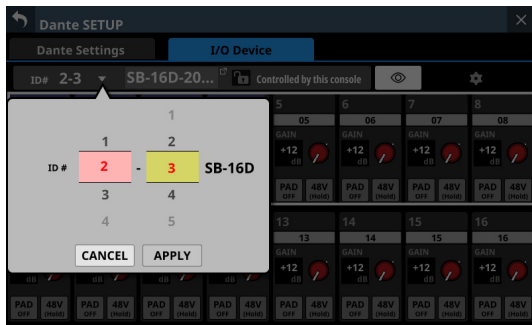 Dante SETUP
Dante Settings
I/O Device
ID# 2-3 SB-16D-20... Controlled by this console
5 6 7 8
05 06 07 08
GAIN GAIN GAIN GAIN
+12 +12 +12 +12
dB dB dB dB
PAD 48V PAD 48V PAD 48V PAD 48V
OFF (Hold) OFF (Hold) OFF (Hold) OFF (Hold)
1
1 2
ID # 2 - 3 SB-16D
3 4
4 5
CANCEL APPLY
13 14 15 16
13 14 15 16
GAIN GAIN GAIN GAIN
+12 +12 +12 +12
dB dB dB dB dB dB dB dB
PAD 48V PAD 48V PAD 48V PAD 48V PAD 48V PAD 48V PAD 48V PAD 48V
OFF (Hold) OFF (Hold) OFF (Hold) OFF (Hold) OFF (Hold) OFF (Hold) OFF (Hold) OFF (Hold)